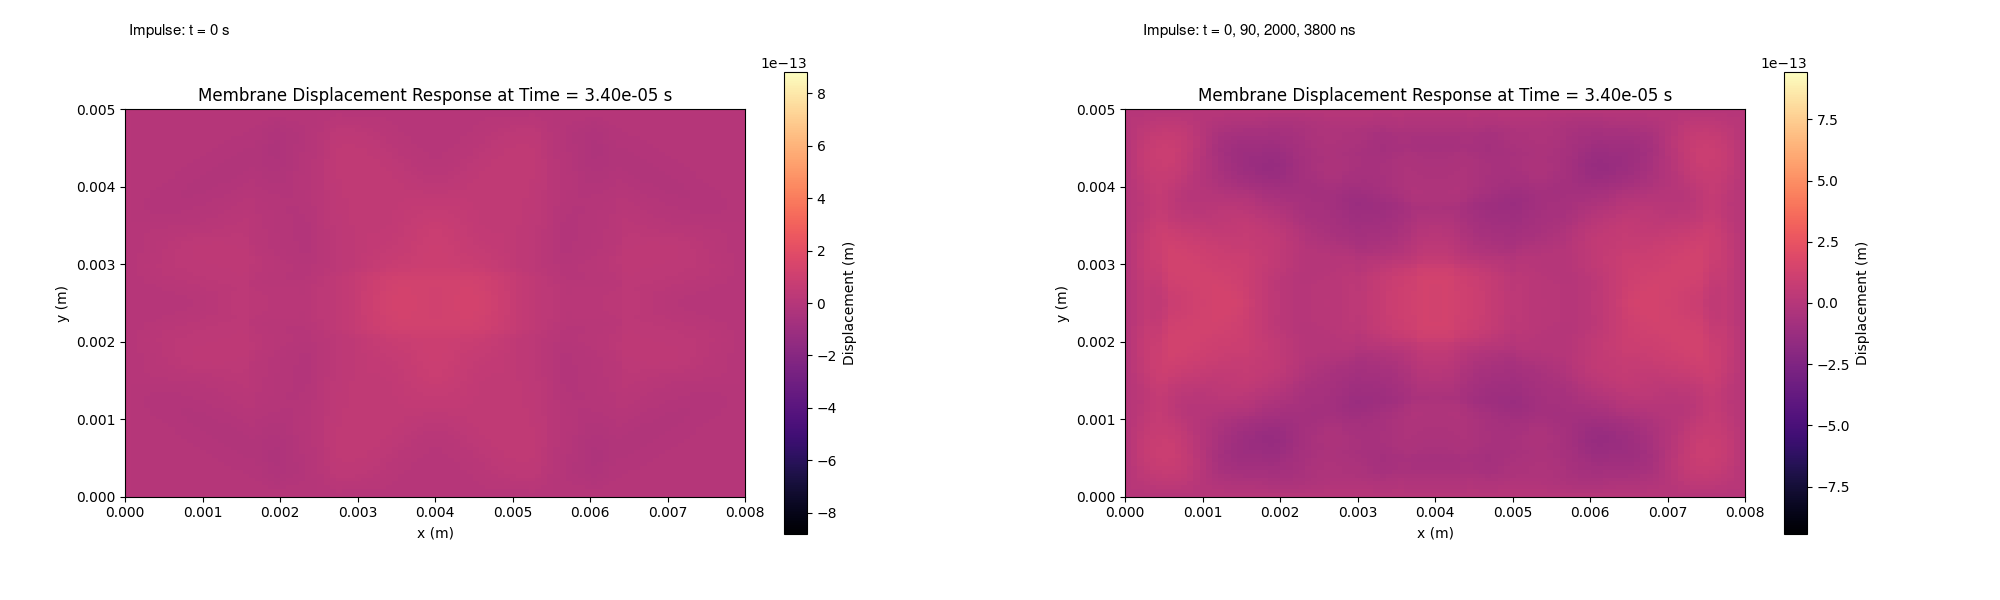 Impulse: t = 0 s
1e−13
Membrane Displacement Response at Time = 3.40e-05 s
0.005
0.004
0.003
0.002
0.001
0.000
y (m)
0.000 0.001 0.002 0.003 0.004 0.005 0.006 0.007 0.008
x (m)
8
6
4
2
0
−2
−4
−6
−8
Displacement (m)
Impulse: t = 0, 90, 2000, 3800 ns
1e−13
Membrane Displacement Response at Time = 3.40e-05 s
0.005
0.004
0.003
0.002
0.001
0.000
y (m)
0.000 0.001 0.002 0.003 0.004 0.005 0.006 0.007 0.008
x (m)
7.5
5.0
2.5
0.0
−2.5
−5.0
−7.5
Displacement (m)